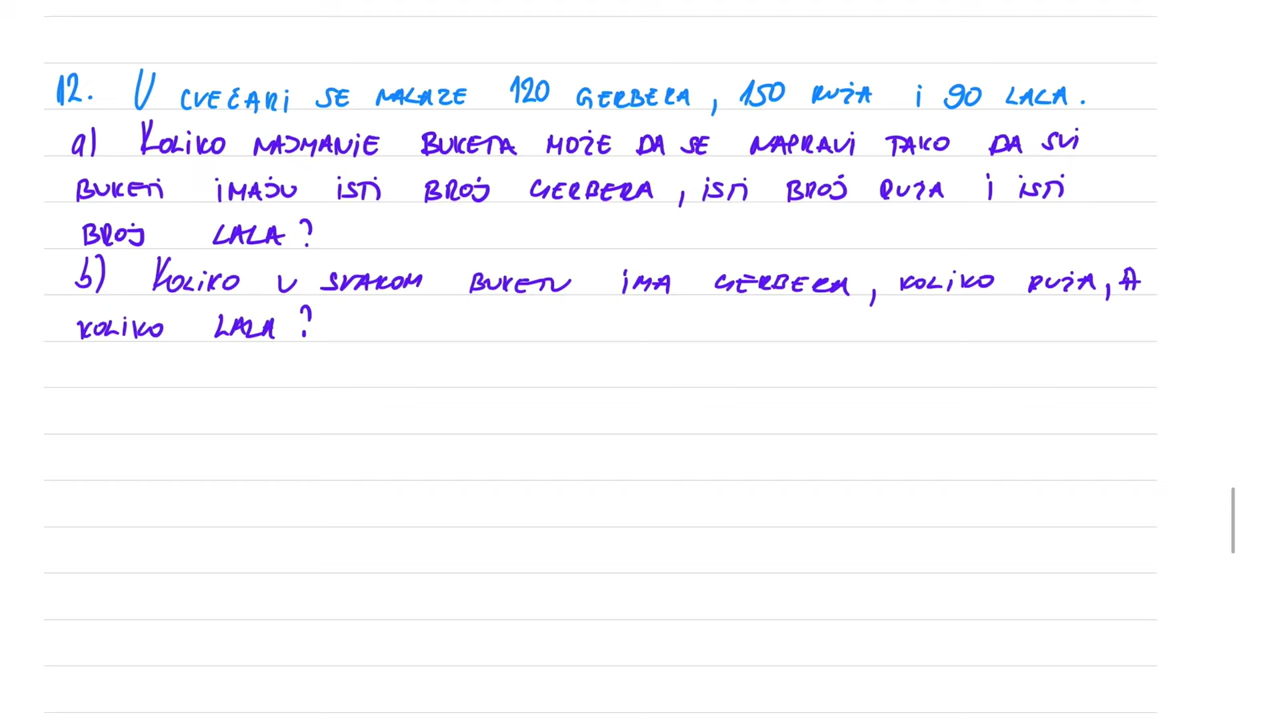 12. U CVEĆARI SE NALAZE 120 GERBERA, 150 RUŽA I 90 LALA.
a) KOLIKO NAJMANJE BUKETA MOŽE DA SE NAPRAVI TAKO DA SVI
BUKETI IMAJU ISTI BROJ GERBERA, ISTI BROJ RUŽA I ISTI
BROJ LALA?
b) KOLIKO U SVAKOM BUKETU IMA GERBERA, KOLIKO RUŽA, A
KOLIKO LALA?